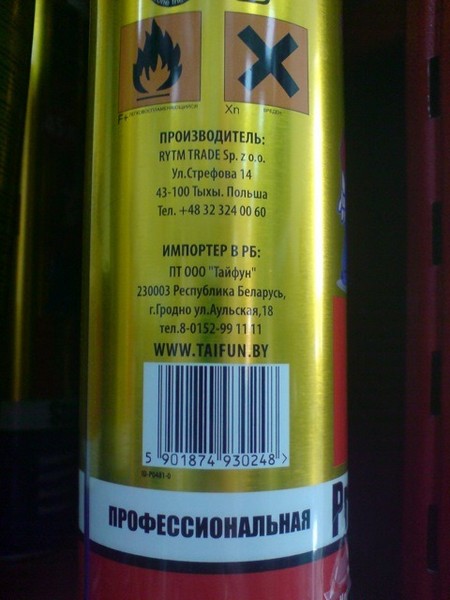 F+ ЛЕГКОВОСПЛАМЕНЯЮЩИЙСЯ
Xn ВРЕДЕН
ПРОИЗВОДИТЕЛЬ:
RYTM TRADE Sp. z o.o.
Ул.Стрефова 14
43-100 Тыхы. Польша
Тел. +48 32 324 00 60
ИМПОРТЕР В РБ:
ПТ ООО "Тайфун"
230003 Республика Беларусь,
г.Гродно ул.Аульская,18
тел.8-0152-99 11 11
WWW.TAIFUN.BY
5 901874 930248 >
ПРОФЕССИОНАЛЬНАЯ